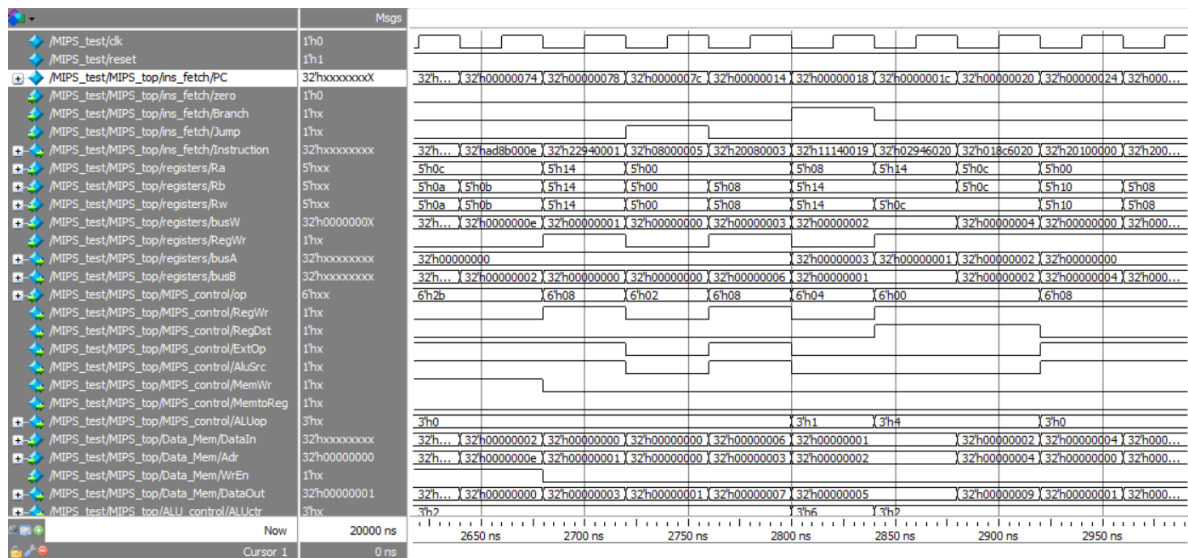 Msgs
/MIPS_test/clk 1'h0
/MIPS_test/reset 1'h1
/MIPS_test/MIPS_top/ins_fetch/PC 32'hxxxxxxxX 32'h... 32'h00000074 32'h00000078 32'h0000007c 32'h00000014 32'h00000018 32'h0000001c 32'h00000020 32'h00000024 32'h000...
/MIPS_test/MIPS_top/ins_fetch/zero 1'h0
/MIPS_test/MIPS_top/ins_fetch/Branch 1'hx
/MIPS_test/MIPS_top/ins_fetch/Jump 1'hx
/MIPS_test/MIPS_top/ins_fetch/Instruction 32'hxxxxxxxx 32'h... 32'had8b000e 32'h22940001 32'h08000005 32'h20080003 32'h11140019 32'h02946020 32'h018c6020 32'h20100000 32'h200...
/MIPS_test/MIPS_top/registers/Ra 5'hxx 5'h0c 5'h14 5'h00 5'h08 5'h14 5'h0c 5'h00
/MIPS_test/MIPS_top/registers/Rb 5'hxx 5'h0a 5'h0b 5'h14 5'h00 5'h08 5'h14 5'h0c 5'h10 5'h08
/MIPS_test/MIPS_top/registers/Rw 5'hxx 5'h0a 5'h0b 5'h14 5'h00 5'h08 5'h14 5'h0c 5'h10 5'h08
/MIPS_test/MIPS_top/registers/busW 32'h0000000X 32'h... 32'h0000000e 32'h00000001 32'h00000000 32'h00000003 32'h00000002 32'h00000004 32'h00000000 32'h000...
/MIPS_test/MIPS_top/registers/RegWr 1'hx
/MIPS_test/MIPS_top/registers/busA 32'hxxxxxxxx 32'h00000000 32'h00000003 32'h00000001 32'h00000002 32'h00000000
/MIPS_test/MIPS_top/registers/busB 32'hxxxxxxxx 32'h... 32'h00000002 32'h00000000 32'h00000000 32'h00000006 32'h00000001 32'h00000002 32'h00000004 32'h000...
/MIPS_test/MIPS_top/MIPS_control/op 6'hxx 6'h2b 6'h08 6'h02 6'h08 6'h04 6'h00 6'h08
/MIPS_test/MIPS_top/MIPS_control/RegWr 1'hx
/MIPS_test/MIPS_top/MIPS_control/RegDst 1'hx
/MIPS_test/MIPS_top/MIPS_control/ExtOp 1'hx
/MIPS_test/MIPS_top/MIPS_control/AluSrc 1'hx
/MIPS_test/MIPS_top/MIPS_control/MemWr 1'hx
/MIPS_test/MIPS_top/MIPS_control/MemtoReg 1'hx
/MIPS_test/MIPS_top/MIPS_control/ALUop 3'hx 3'h0 3'h1 3'h4 3'h0
/MIPS_test/MIPS_top/Data_Mem/DataIn 32'hxxxxxxxx 32'h... 32'h00000002 32'h00000000 32'h00000000 32'h00000006 32'h00000001 32'h00000002 32'h00000004 32'h000...
/MIPS_test/MIPS_top/Data_Mem/Adr 32'h00000000 32'h... 32'h0000000e 32'h00000001 32'h00000000 32'h00000003 32'h00000002 32'h00000004 32'h00000000 32'h000...
/MIPS_test/MIPS_top/Data_Mem/WrEn 1'hx
/MIPS_test/MIPS_top/Data_Mem/DataOut 32'h00000001 32'h... 32'h00000000 32'h00000003 32'h00000001 32'h00000007 32'h00000005 32'h00000009 32'h00000001 32'h000...
/MIPS_test/MIPS_top/ALU_control/ALUctr 3'hx 3'h2 3'h6 3'h2
Now 20000 ns 2650 ns 2700 ns 2750 ns 2800 ns 2850 ns 2900 ns 2950 ns
Cursor 1 0 ns